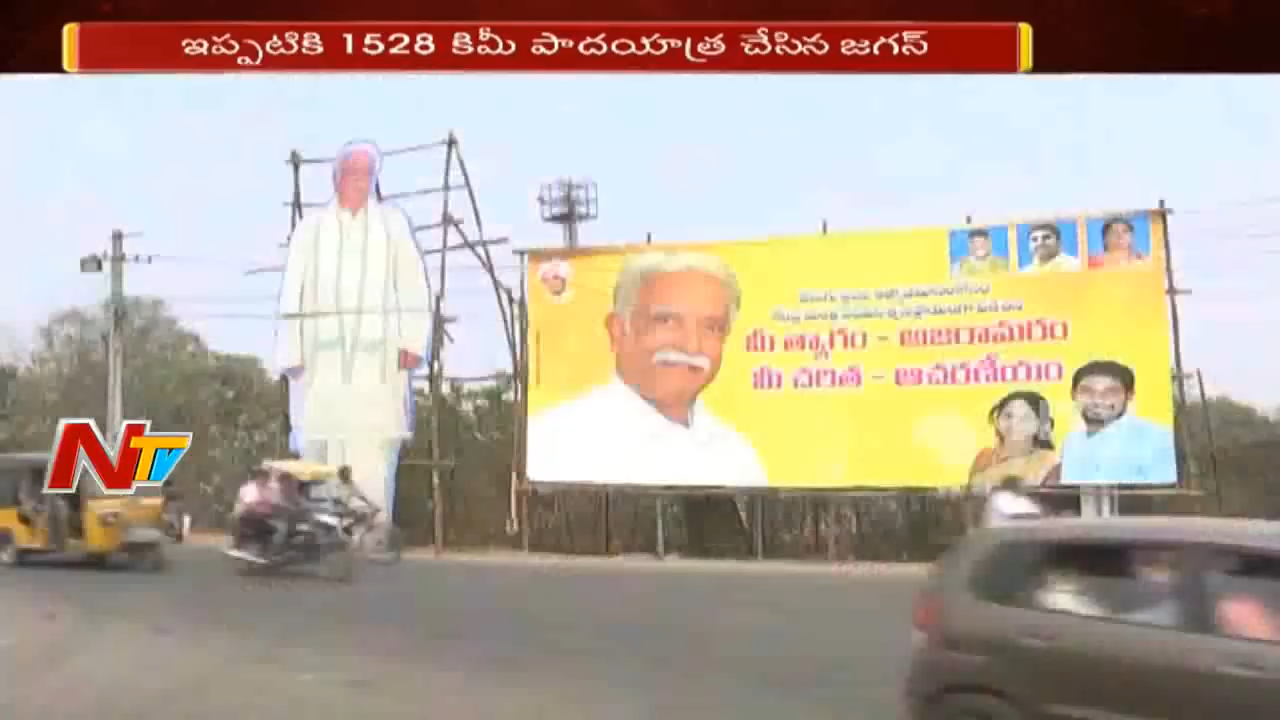 ఇప్పటికి 1528 కిమీ పాదయాత్ర చేసిన జగన్
మీ త్యాగం - అజరామరం
మీ చరిత - ఆచరణీయం
NTV